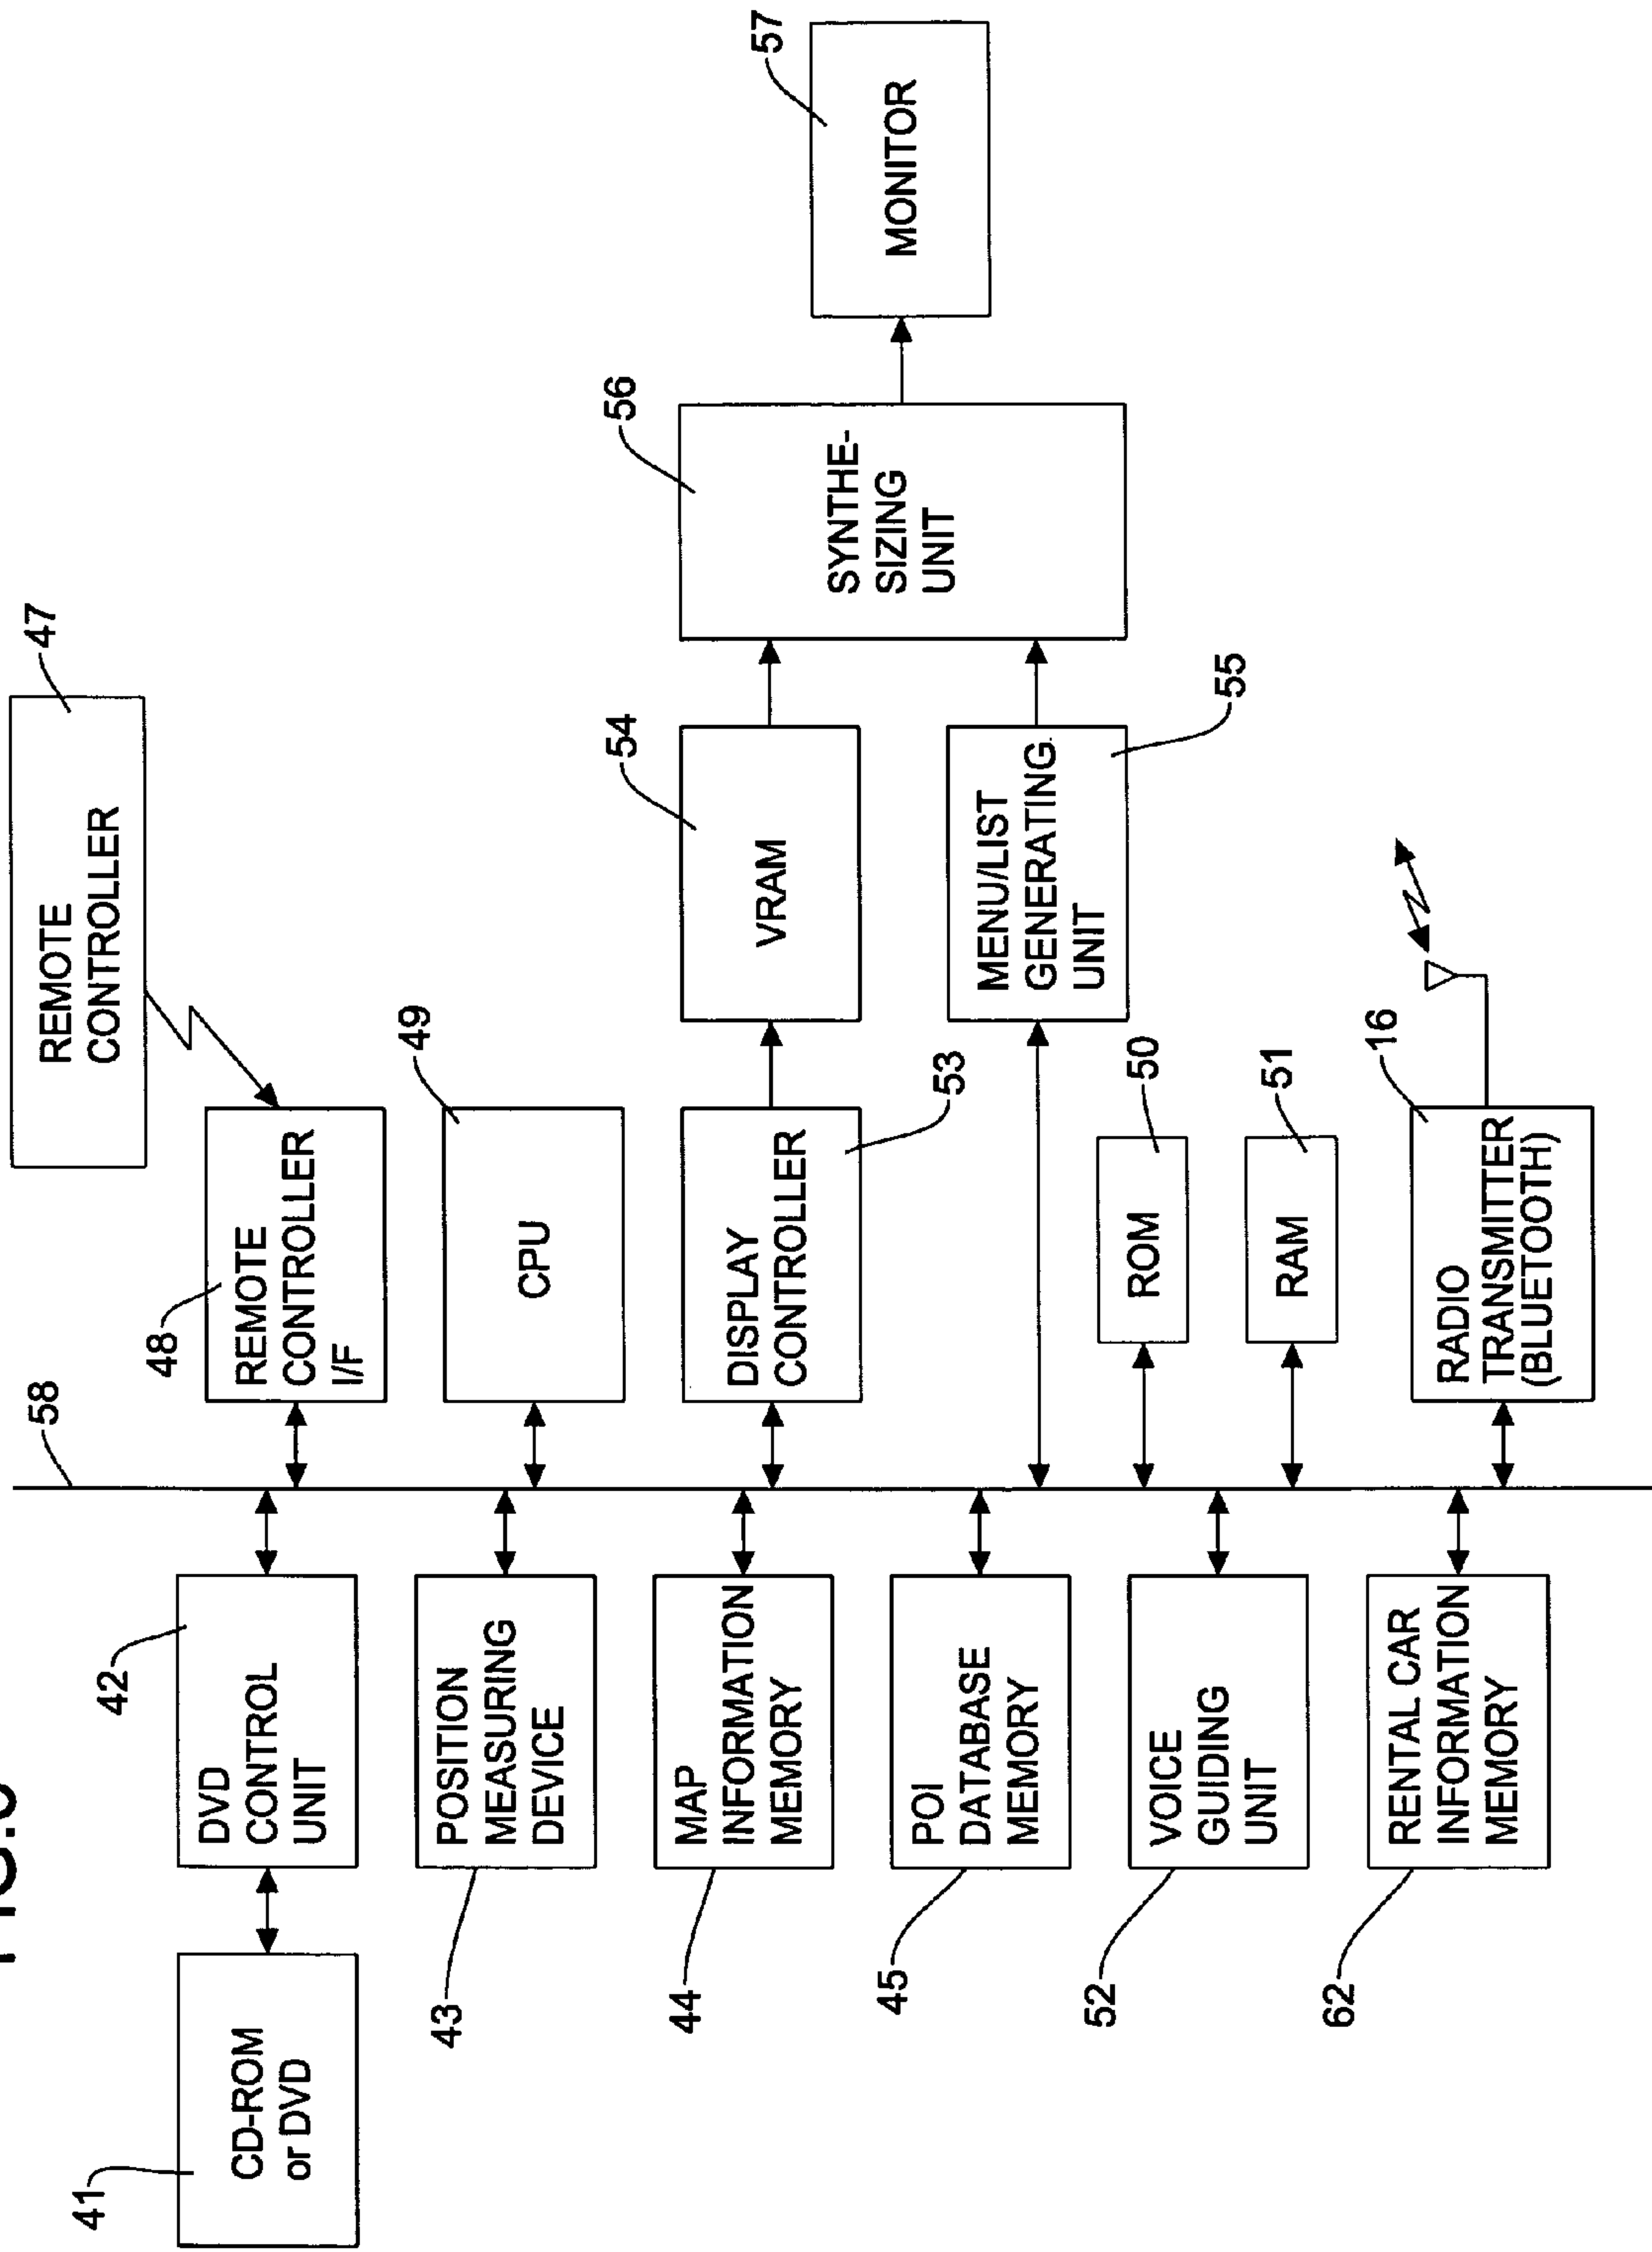 47
REMOTE
CONTROLLER
58
48
REMOTE
CONTROLLER
I/F
49
CPU
DISPLAY
CONTROLLER
53
54
VRAM
MENU/LIST
GENERATING
UNIT
55
56
SYNTHE-
SIZING
UNIT
57
MONITOR
ROM
50
RAM
51
16
RADIO
TRANSMITTER
(BLUETOOTH)
41
CD-ROM
or DVD
42
DVD
CONTROL
UNIT
POSITION
MEASURING
DEVICE
43
MAP
INFORMATION
MEMORY
44
POI
DATABASE
MEMORY
45
VOICE
GUIDING
UNIT
52
RENTAL CAR
INFORMATION
MEMORY
62